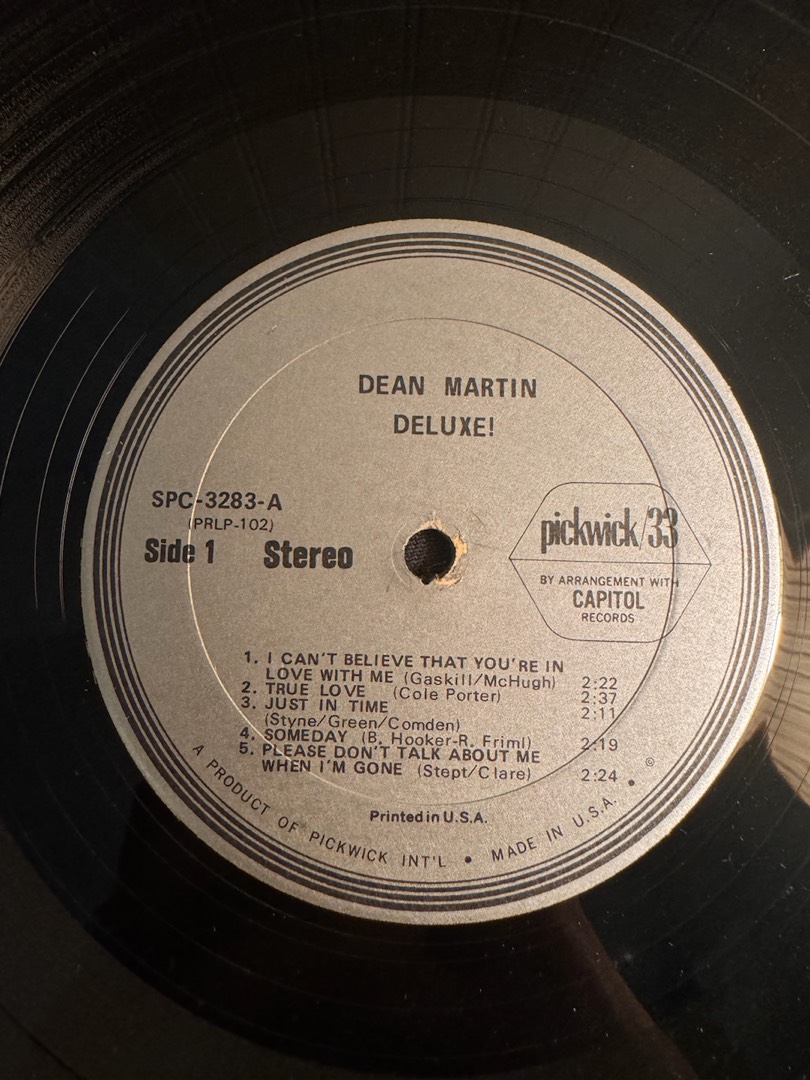 DEAN MARTIN
DELUXE!
SPC-3283-A
(PRLP-102)
Side 1 Stereo
pickwick/33
BY ARRANGEMENT WITH
CAPITOL
RECORDS
1. I CAN'T BELIEVE THAT YOU'RE IN
LOVE WITH ME (Gaskill/McHugh) 2:22
2. TRUE LOVE (Cole Porter) 2:37
3. JUST IN TIME 2:11
(Styne/Green/Comden)
4. SOMEDAY (B. Hooker-R. Friml) 2:19
5. PLEASE DON'T TALK ABOUT ME
WHEN I'M GONE (Stept/Clare) 2:24
Printed in U.S.A.
A PRODUCT OF PICKWICK INT'L • MADE IN U.S.A. • ©